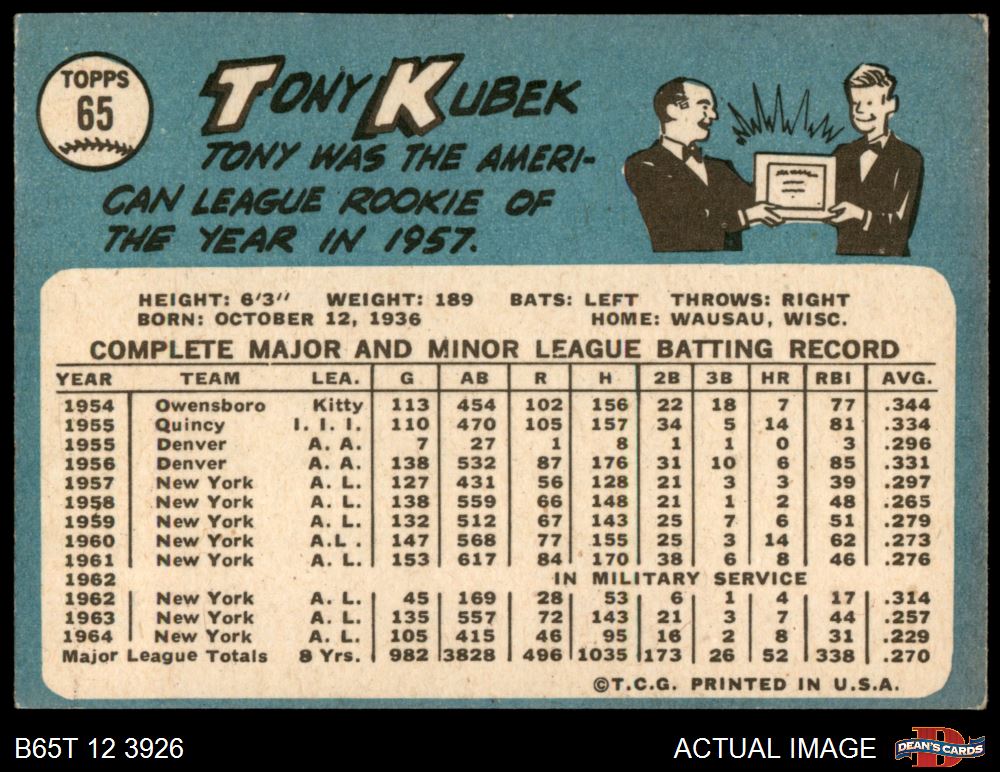 TOPPS
65
TONY KUBEK
TONY WAS THE AMERI-
CAN LEAGUE ROOKIE OF
THE YEAR IN 1957.
HEIGHT: 6'3" WEIGHT: 189 BATS: LEFT THROWS: RIGHT
BORN: OCTOBER 12, 1936 HOME: WAUSAU, WISC.
COMPLETE MAJOR AND MINOR LEAGUE BATTING RECORD
YEAR TEAM LEA. G AB R H 2B 3B HR RBI AVG.
1954 Owensboro Kitty 113 454 102 156 22 18 7 77 .344
1955 Quincy I. I. I. 110 470 105 157 34 5 14 81 .334
1955 Denver A. A. 7 27 1 8 1 1 0 3 .296
1956 Denver A. A. 138 532 87 176 31 10 6 85 .331
1957 New York A. L. 127 431 56 128 21 3 3 39 .297
1958 New York A. L. 138 559 66 148 21 1 2 48 .265
1959 New York A. L. 132 512 67 143 25 7 6 51 .279
1960 New York A.L . 147 568 77 155 25 3 14 62 .273
1961 New York A. L. 153 617 84 170 38 6 8 46 .276
1962 IN MILITARY SERVICE
1962 New York A. L. 45 169 28 53 6 1 4 17 .314
1963 New York A. L. 135 557 72 143 21 3 7 44 .257
1964 New York A. L. 105 415 46 95 16 2 8 31 .229
Major League Totals 8 Yrs. 982 3828 496 1035 173 26 52 338 .270
©T.C.G. PRINTED IN U.S.A.
B65T 12 3926 ACTUAL IMAGE D DEAN'S CARDS